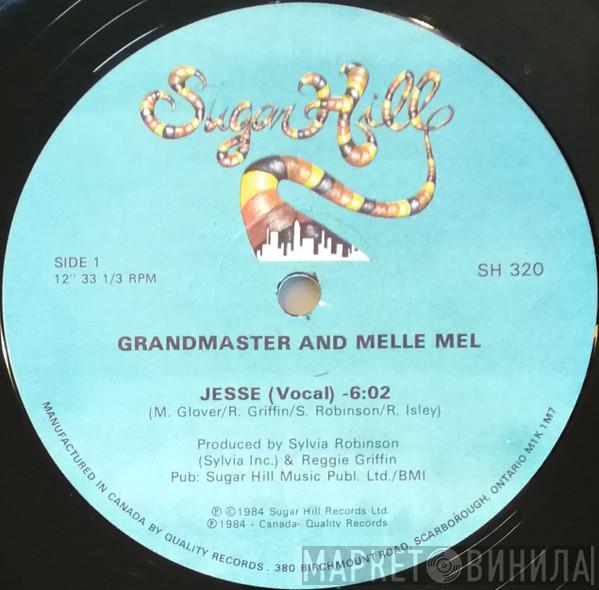 Sugar Hill
SIDE 1
12" 33 1/3 RPM
SH 320
GRANDMASTER AND MELLE MEL
JESSE (Vocal) -6:02
(M. Glover/R. Griffin/S. Robinson/R. Isley)
Produced by Sylvia Robinson
(Sylvia Inc.) & Reggie Griffin
Pub: Sugar Hill Music Publ. Ltd./BMI
℗ ©1984 Sugar Hill Records Ltd.
℗ 1984 - Canada- Quality Records
MANUFACTURED IN CANADA BY QUALITY RECORDS . 380 BIRCHMOUNT ROAD, SCARBOROUGH, ONTARIO M1K 1M7
МАРКЕТ ВИНИЛА